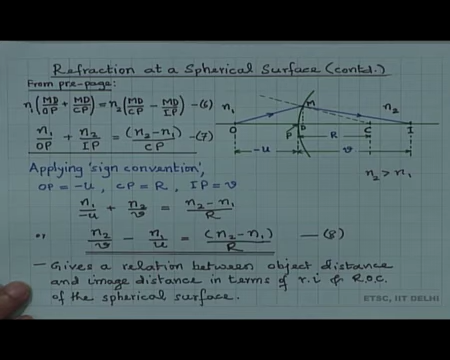 Refraction at a Spherical Surface (contd.)
From pre-page:
n₁(MD/OP + MD/CP) = n₂(MD/CP − MD/IP) —(6)
n₁/OP + n₂/IP = (n₂−n₁)/CP —(7)
Applying 'sign convention',
OP = −u, CP = R, IP = v
n₁/−u + n₂/v = n₂−n₁/R
or, n₂/v − n₁/u = (n₂−n₁)/R —(8)
— Gives a relation between object distance
and image distance in terms of r.i & R.O.C.
of the spherical surface.
n₁ M n₂
O P D C I
−u R v
n₂ > n₁
ETSC, IIT DELHI